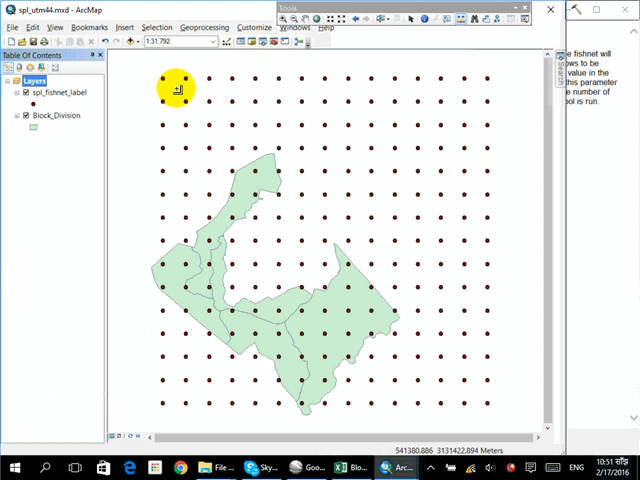 spl_utm44.mxd - ArcMap
Tools
File Edit View Bookmarks Insert Selection Geoprocessing Customize Windows Help
1:31,792
Table Of Contents
Layers
spl_fishnet_label
Block_Division
Search
e fishnet will
ows to be
value in the
this parameter
e number of
ool is run.
541380.886 3131422.894 Meters
File ...
Sky...
Goo...
Blo...
Arc...
ENG
10:51 साँझ
2/17/2016